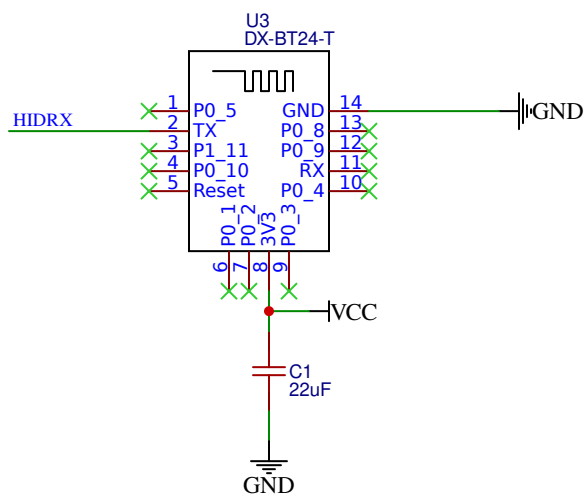 U3
DX-BT24-T
HIDRX
1 P0_5
2 TX
3 P1_11
4 P0_10
5 Reset
GND 14
P0_8 13
P0_9 12
RX 11
P0_4 10
GND
P0_1
P0_2
3V3
P0_3
6
7
8
9
VCC
C1
22uF
GND